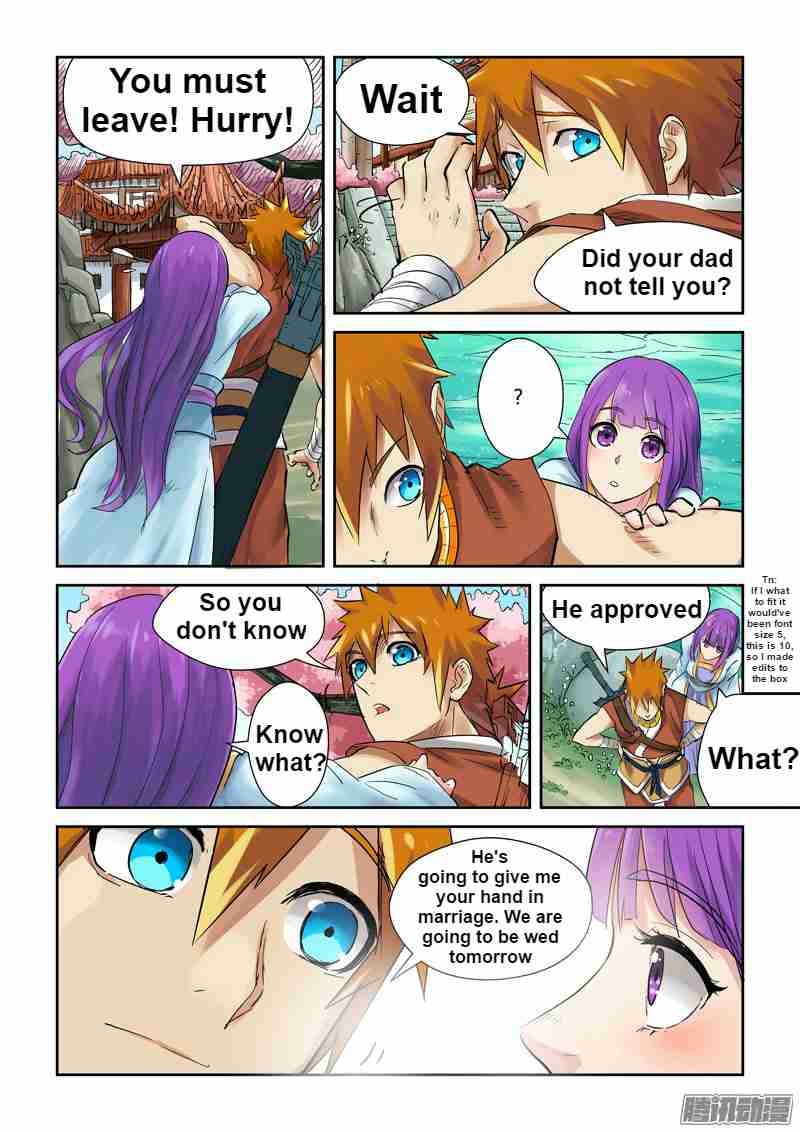 You must
leave! Hurry!
Wait
Did your dad
not tell you?
?
So you
don't know
Know
what?
He approved
What?
Tn:
If I what
to fit it
would've
been font
size 5,
this is 10,
so I made
edits to
the box
He's
going to give me
your hand in
marriage. We are
going to be wed
tomorrow
腾讯动漫